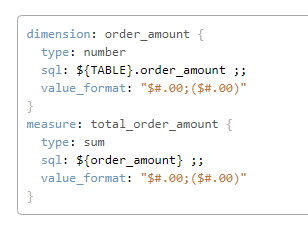 dimension: order_amount {
  type: number
  sql: ${TABLE}.order_amount ;;
  value_format: "$#.00;($#.00)"
}
measure: total_order_amount {
  type: sum
  sql: ${order_amount} ;;
  value_format: "$#.00;($#.00)"
}